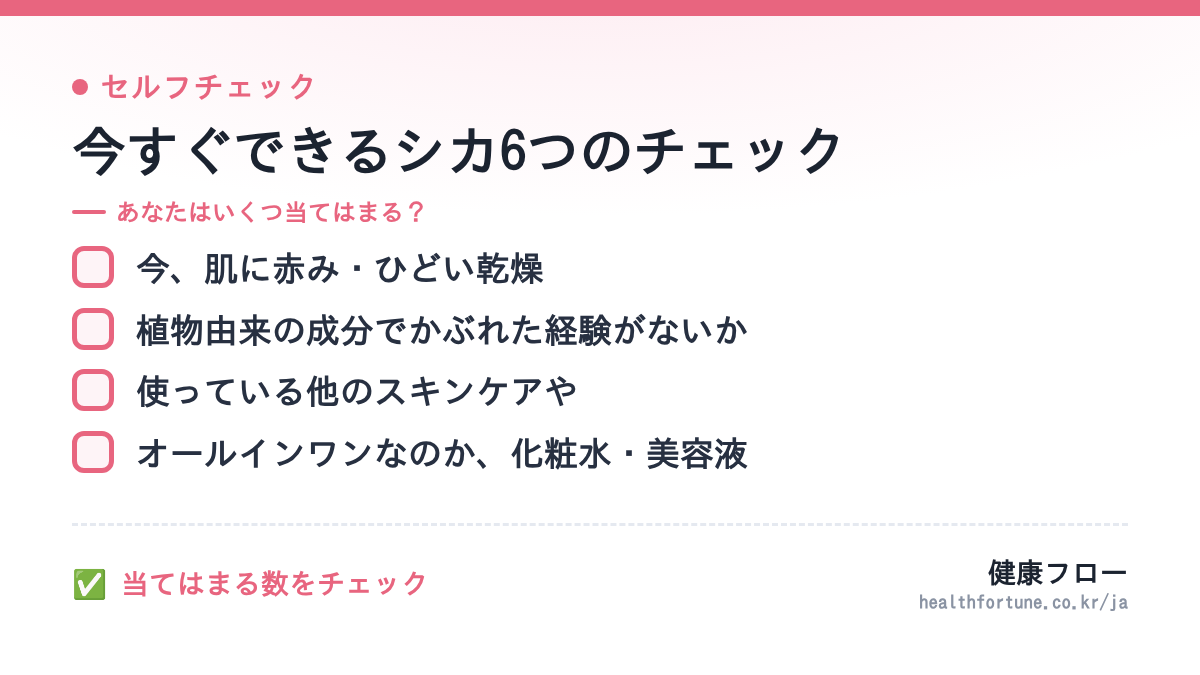 セルフチェック
今すぐできるシカ6つのチェック
あなたはいくつ当てはまる？
今、肌に赤み・ひどい乾燥
植物由来の成分でかぶれた経験がないか
使っている他のスキンケアや
オールインワンなのか、化粧水・美容液
当てはまる数をチェック
健康フロー
healthfortune.co.kr/ja